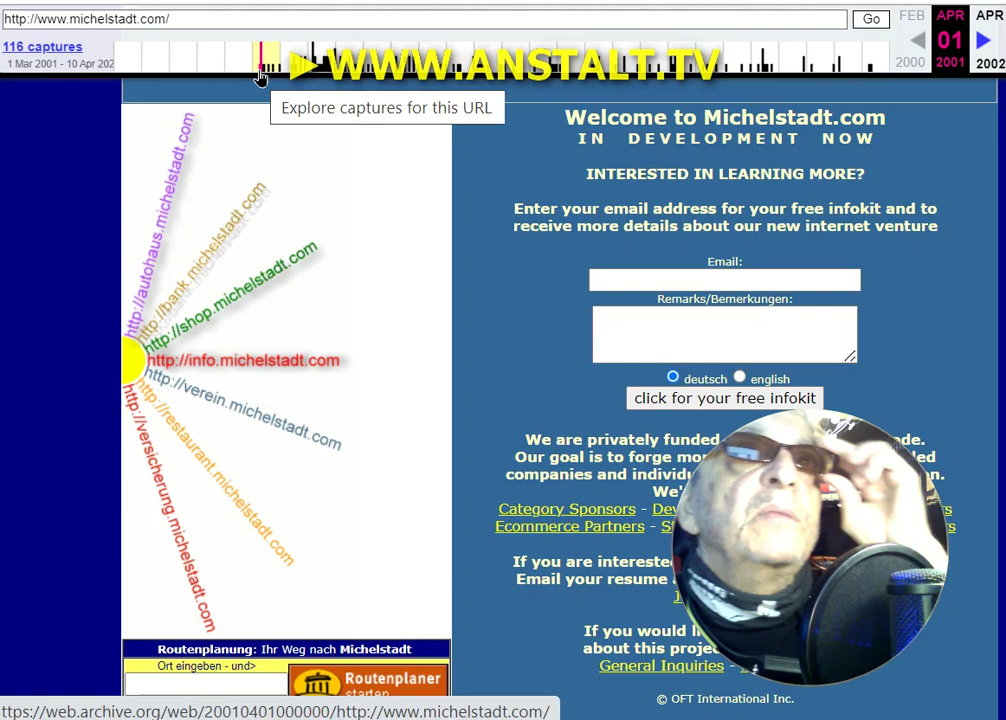 http://www.michelstadt.com/
Go
FEB
APR
APR
116 captures
01
1 Mar 2001 - 10 Apr 202
2000
2001
2002
►WWW.ANSTALT.TV
Explore captures for this URL
http://autohaus.michelstadt.com
http://bank.michelstadt.com
http://shop.michelstadt.com
http://info.michelstadt.com
http://verein.michelstadt.com
http://restaurant.michelstadt.com
http://versicherung.michelstadt.com
Routenplanung: Ihr Weg nach Michelstadt
Ort eingeben - und>
Routenplaner
starten
Welcome to Michelstadt.com
IN DEVELOPMENT NOW
INTERESTED IN LEARNING MORE?
Enter your email address for your free infokit and to
receive more details about our new internet venture
Email:
Remarks/Bemerkungen:
deutsch english
click for your free infokit
We are privately funded
Our goal is to forge
companies and
We'
Category Sponsors -
Ecommerce Partners -
If you are interested
Email your resume
If you would
about this
General Inquiries -
© OFT International Inc.
ttps://web.archive.org/web/20010401000000/http://www.michelstadt.com/